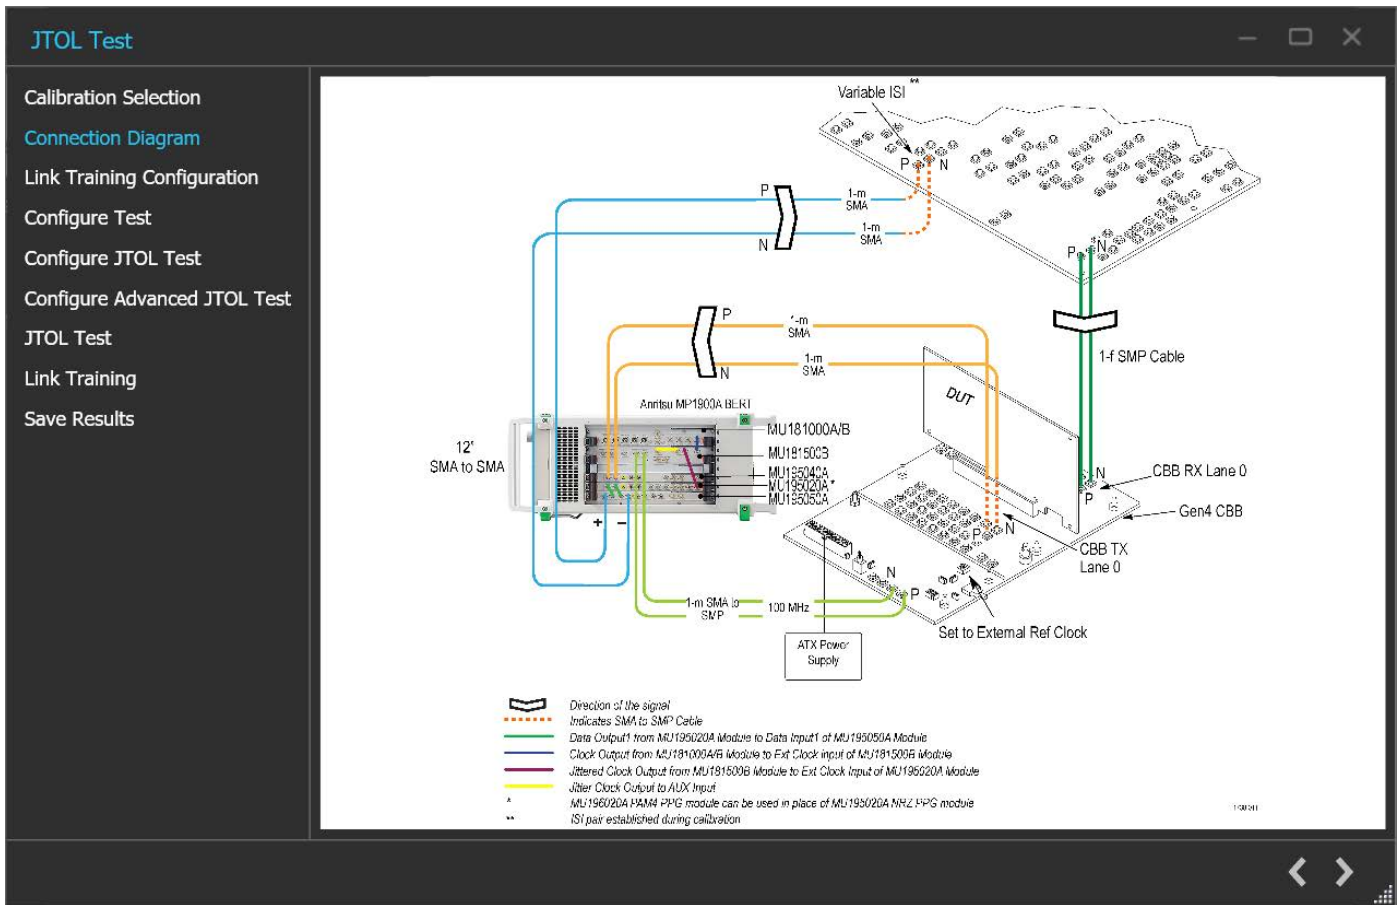 JTOL Test
Calibration Selection
Connection Diagram
Link Training Configuration
Configure Test
Configure JTOL Test
Configure Advanced JTOL Test
JTOL Test
Link Training
Save Results
**
Variable ISI
P N
P
1-m
SMA
N
1-m
SMA
P N
P
1-m
SMA
N
1-m
SMA
1-f SMP Cable
DUT
Anritsu MP1900A BERT
MU181000A/B
MU181500B
MU195040A
MU195020A*
MU195050A
12"
SMA to SMA
+ −
N
P
CBB RX Lane 0
Gen4 CBB
P N
CBB TX
Lane 0
N
P
1-m SMA to
SMP
100 MHz
Set to External Ref Clock
ATX Power
Supply
Direction of the signal
Indicates SMA to SMP Cable
Data Output1 from MU195020A Module to Data Input1 of MU195050A Module
Clock Output from MU181000A/B Module to Ext Clock input of MU181500B Module
Jittered Clock Output from MU181500B Module to Ext Clock Input of MU195020A Module
Jitter Clock Output to AUX Input
* MU196020A PAM4 PPG module can be used in place of MU195020A NRZ PPG module
** ISI pair established during calibration